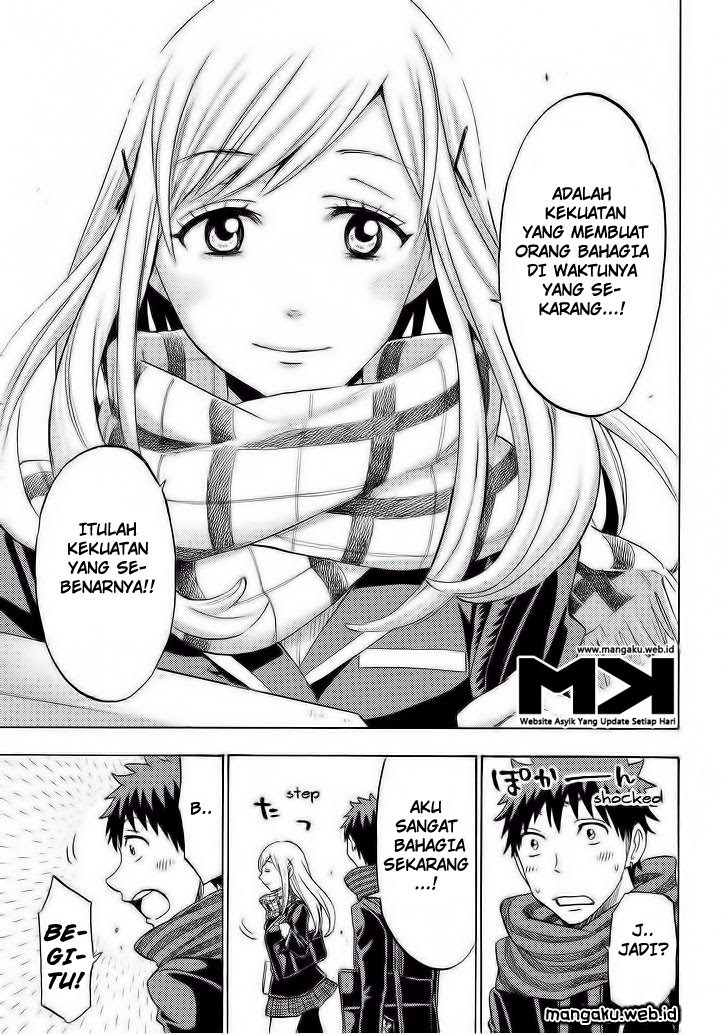 ADALAH
KEKUATAN
YANG MEMBUAT
ORANG BAHAGIA
DI WAKTUNYA
YANG SE-
KARANG...!
ITULAH
KEKUATAN
YANG SE-
BENARNYA!!
www.mangaku.web.id
MK
Website Asyik Yang Update Setiap Hari
ぽかーん
shocked
J..
JADI?
AKU
SANGAT
BAHAGIA
SEKARANG
...!
step
たっ
B..
BE-
GI-
TU!
mangaku.web.id